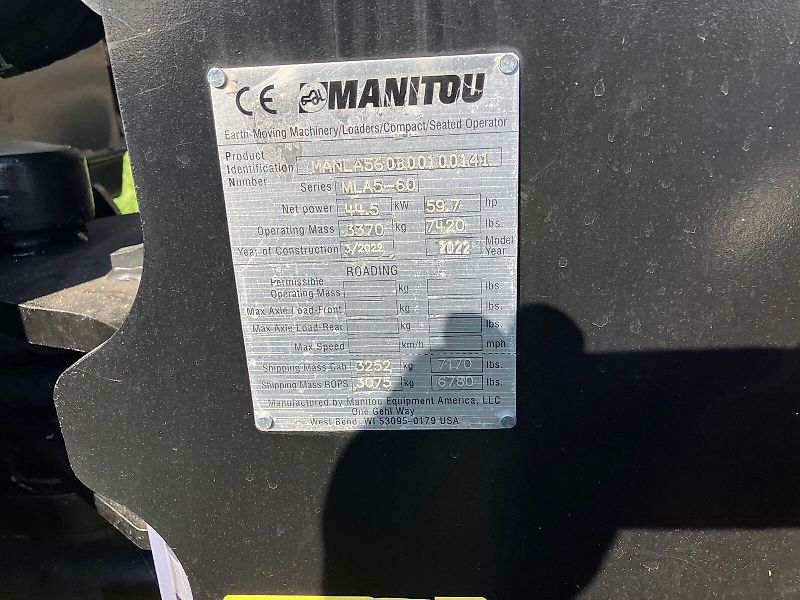 CE MANITOU
Earth-Moving Machinery/Loaders/Compact/Seated Operator
Product
Identification MANLA560B00100141
Number
Series MLA5-60
Net power 44.5 kW 59.7 hp
Operating Mass 3370 kg 7420 lbs.
Year of Construction 3/2022 2022 Model Year
ROADING
Permissible
Operating Mass kg lbs.
Max Axle Load-Front kg lbs.
Max Axle Load-Rear kg lbs.
Max Speed km/h mph
Shipping Mass Cab 3252 kg 7170 lbs.
Shipping Mass ROPS 3075 kg 6780 lbs.
Manufactured by Manitou Equipment America, LLC
One Gehl Way
West Bend, WI 53095-0179 USA